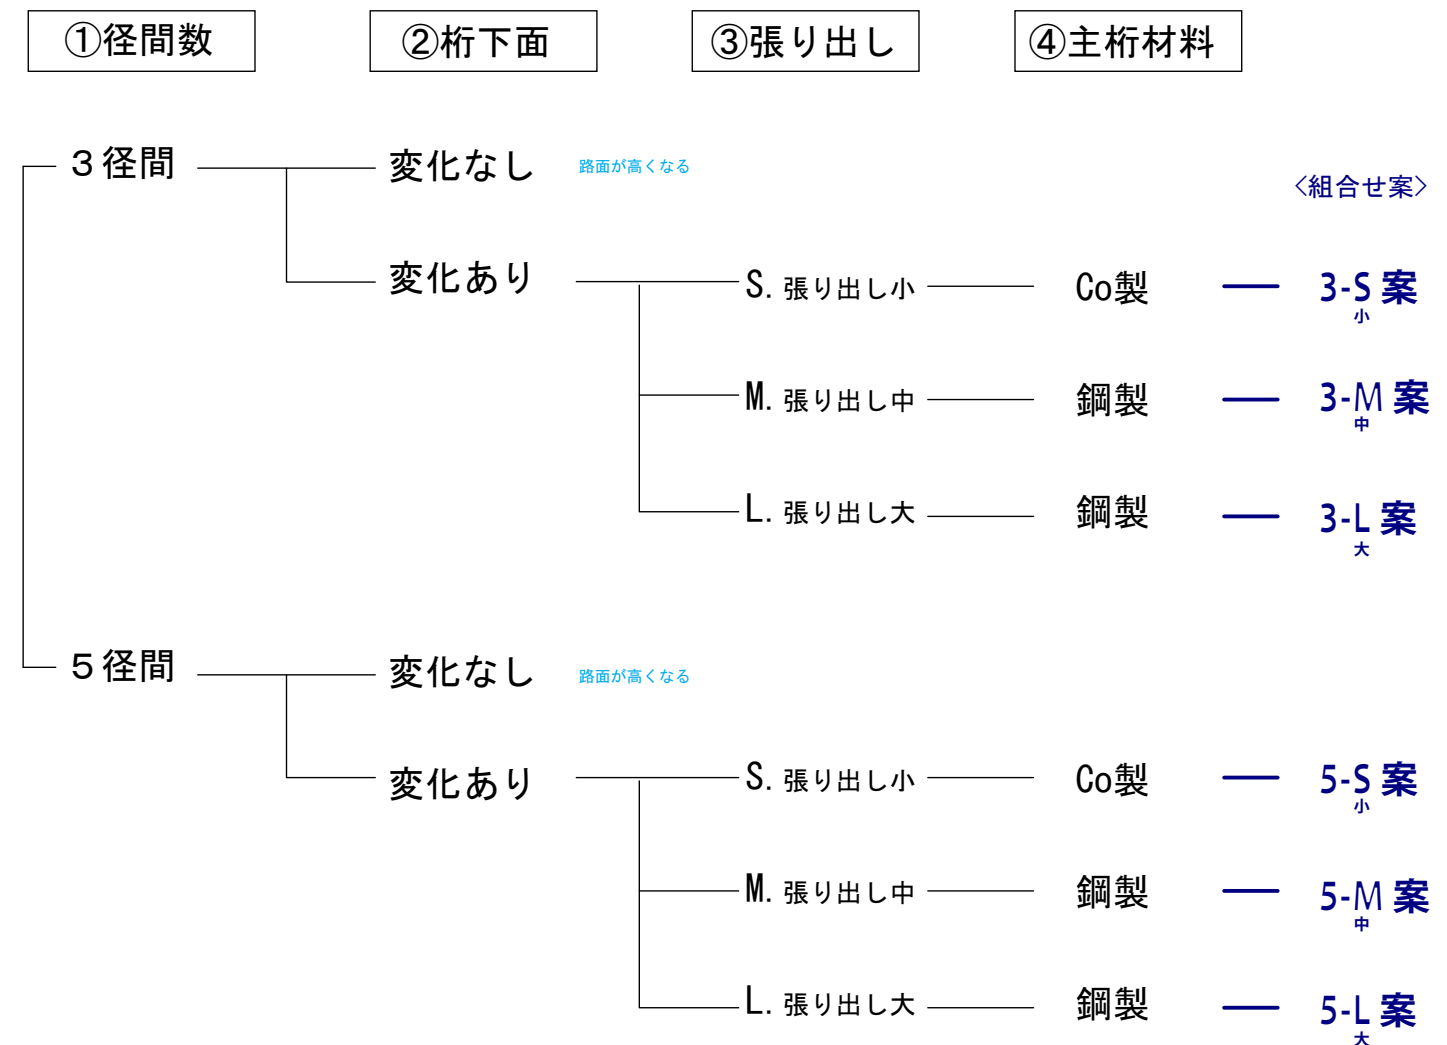 ①径間数 ②桁下面 ③張り出し ④主桁材料
３径間 変化なし 路面が高くなる
<組合せ案>
変化あり S. 張り出し小 Co製 3-S 案
小
M. 張り出し中 鋼製 3-M 案
中
L. 張り出し大 鋼製 3-L 案
大
５径間 変化なし 路面が高くなる
変化あり S. 張り出し小 Co製 5-S 案
小
M. 張り出し中 鋼製 5-M 案
中
L. 張り出し大 鋼製 5-L 案
大